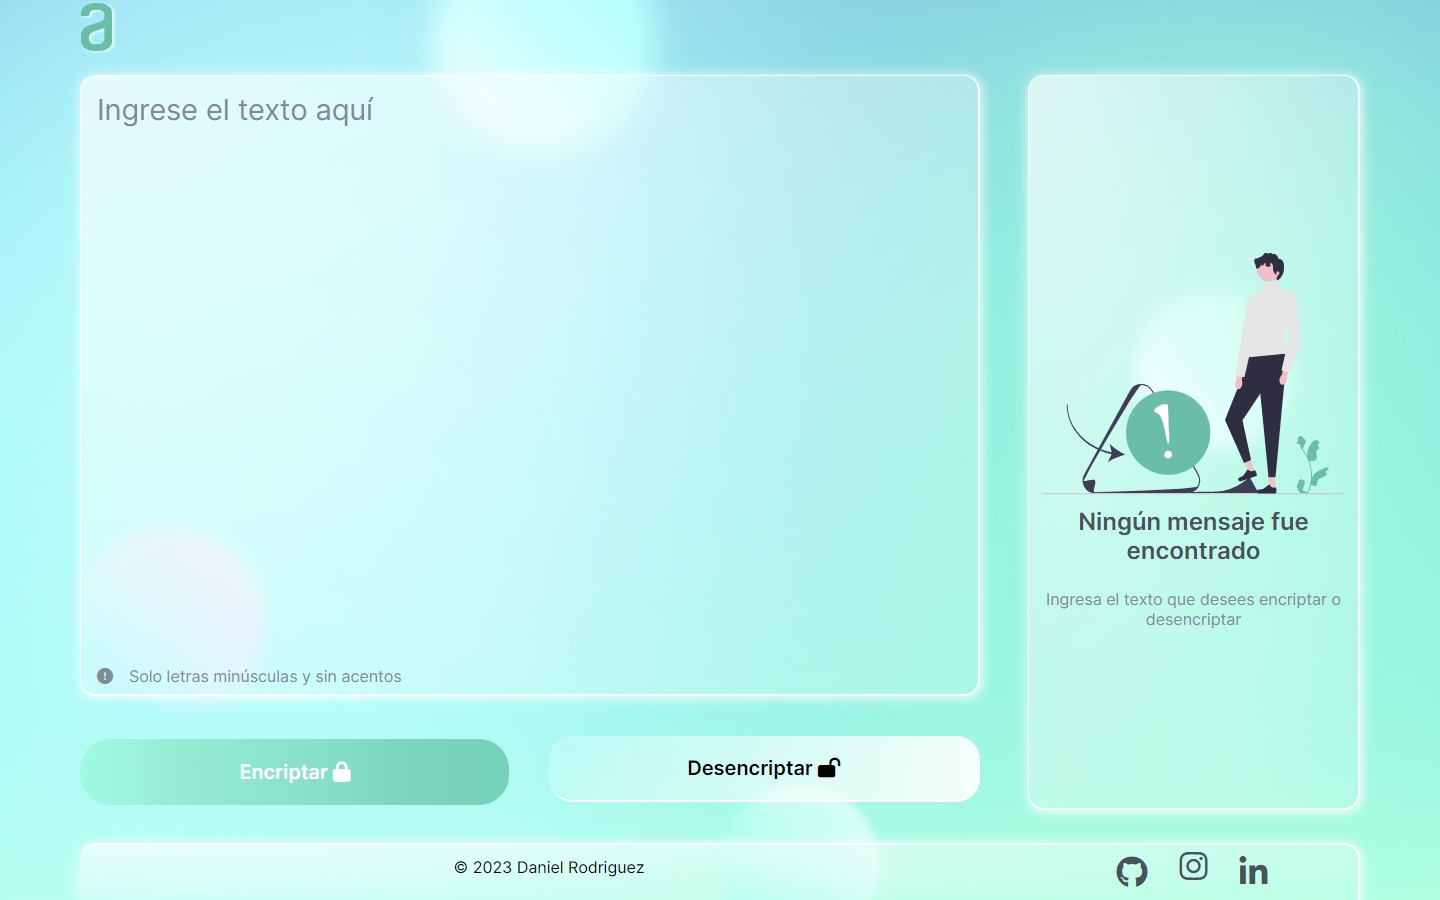 a
Ingrese el texto aquí
Solo letras minúsculas y sin acentos
Encriptar
Desencriptar
!
Ningún mensaje fue
encontrado
Ingresa el texto que desees encriptar o
desencriptar
© 2023 Daniel Rodriguez
in